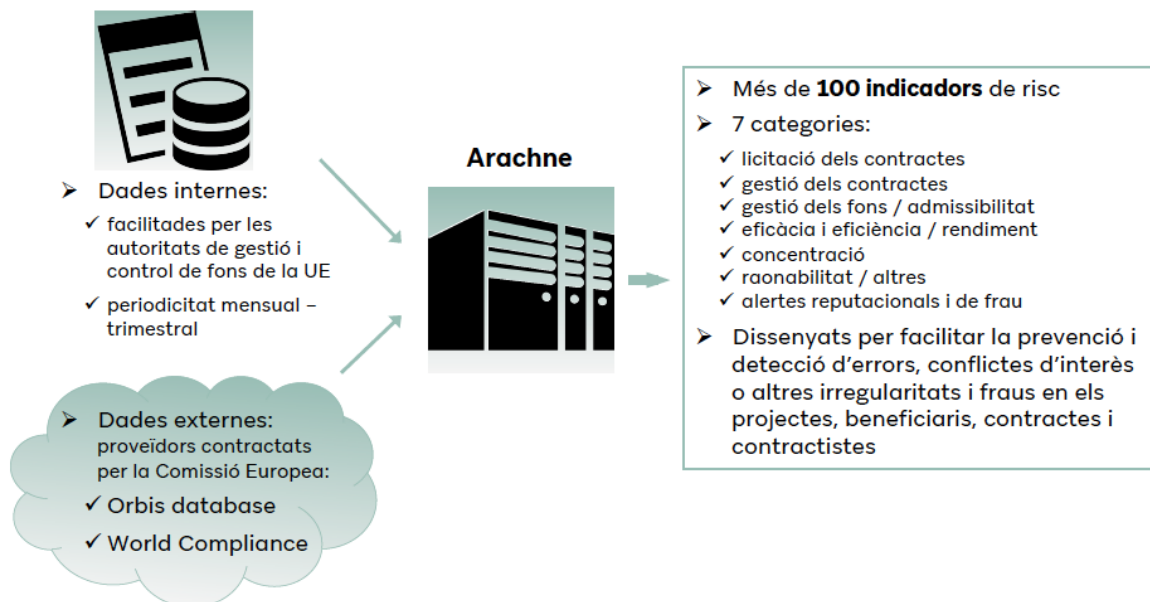 ➢ Dades internes:
✓ facilitades per les
autoritats de gestió i
control de fons de la UE
✓ periodicitat mensual –
trimestral
➢ Dades externes:
proveïdors contractats
per la Comissió Europea:
✓ Orbis database
✓ World Compliance
Arachne
➢ Més de 100 indicadors de risc
➢ 7 categories:
✓ licitació dels contractes
✓ gestió dels contractes
✓ gestió dels fons / admissibilitat
✓ eficàcia i eficiència / rendiment
✓ concentració
✓ raonabilitat / altres
✓ alertes reputacionals i de frau
➢ Dissenyats per facilitar la prevenció i
detecció d’errors, conflictes d’interès
o altres irregularitats i fraus en els
projectes, beneficiaris, contractes i
contractistes